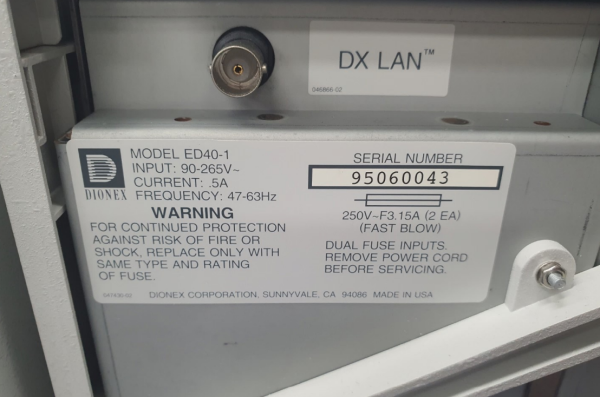 DX LAN™
046866-02
DIONEX
MODEL ED40-1
INPUT: 90-265V~
CURRENT: .5A
FREQUENCY: 47-63Hz
WARNING
FOR CONTINUED PROTECTION
AGAINST RISK OF FIRE OR
SHOCK, REPLACE ONLY WITH
SAME TYPE AND RATING
OF FUSE.
SERIAL NUMBER
95060043
250V~F3.15A (2 EA)
(FAST BLOW)
DUAL FUSE INPUTS.
REMOVE POWER CORD
BEFORE SERVICING.
DIONEX CORPORATION. SUNNYVALE, CA 94086 MADE IN USA